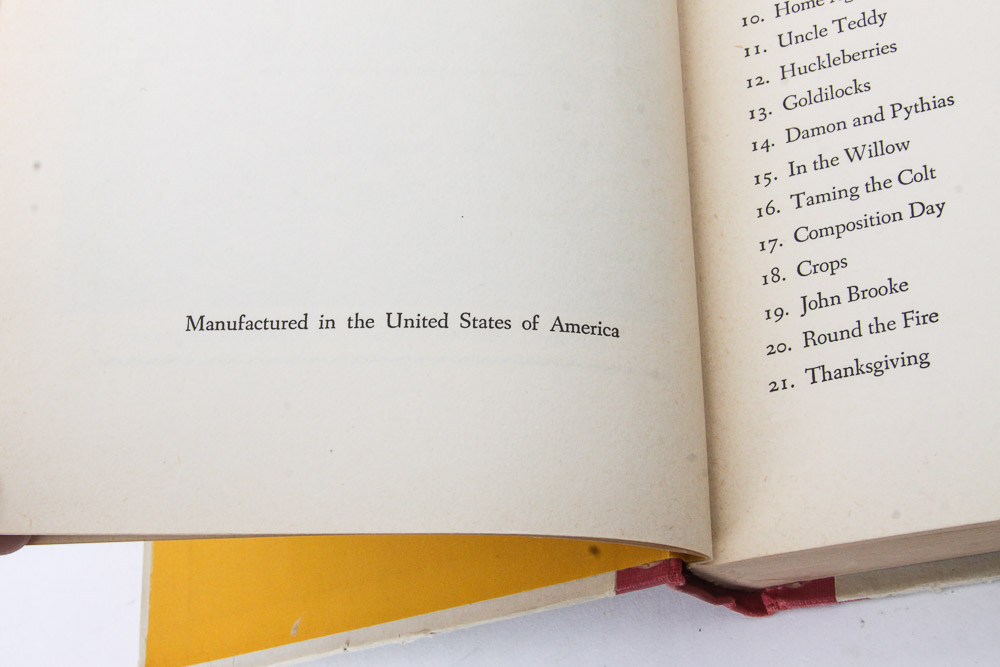 Manufactured in the United States of America
10. Home
11. Uncle Teddy
12. Huckleberries
13. Goldilocks
14. Damon and Pythias
15. In the Willow
16. Taming the Colt
17. Composition Day
18. Crops
19. John Brooke
20. Round the Fire
21. Thanksgiving